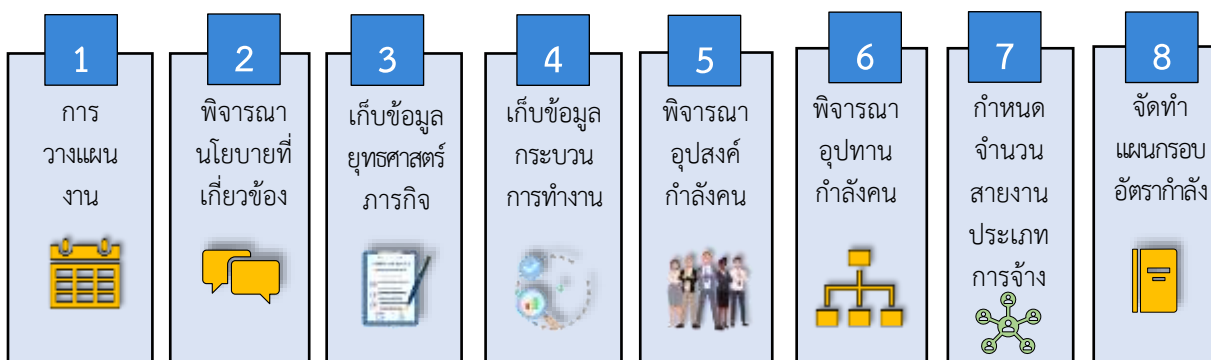 1
การ
วางแผน
งาน
2
พิจารณา
นโยบายที่
เกี่ยวข้อง
3
เก็บข้อมูล
ยุทธศาสตร์
ภารกิจ
4
เก็บข้อมูล
กระบวน
การทำงาน
5
พิจารณา
อุปสงค์
กำลังคน
6
พิจารณา
อุปทาน
กำลังคน
7
กำหนด
จำนวน
สายงาน
ประเภท
การจ้าง
8
จัดทำ
แผนกรอบ
อัตรากำลัง